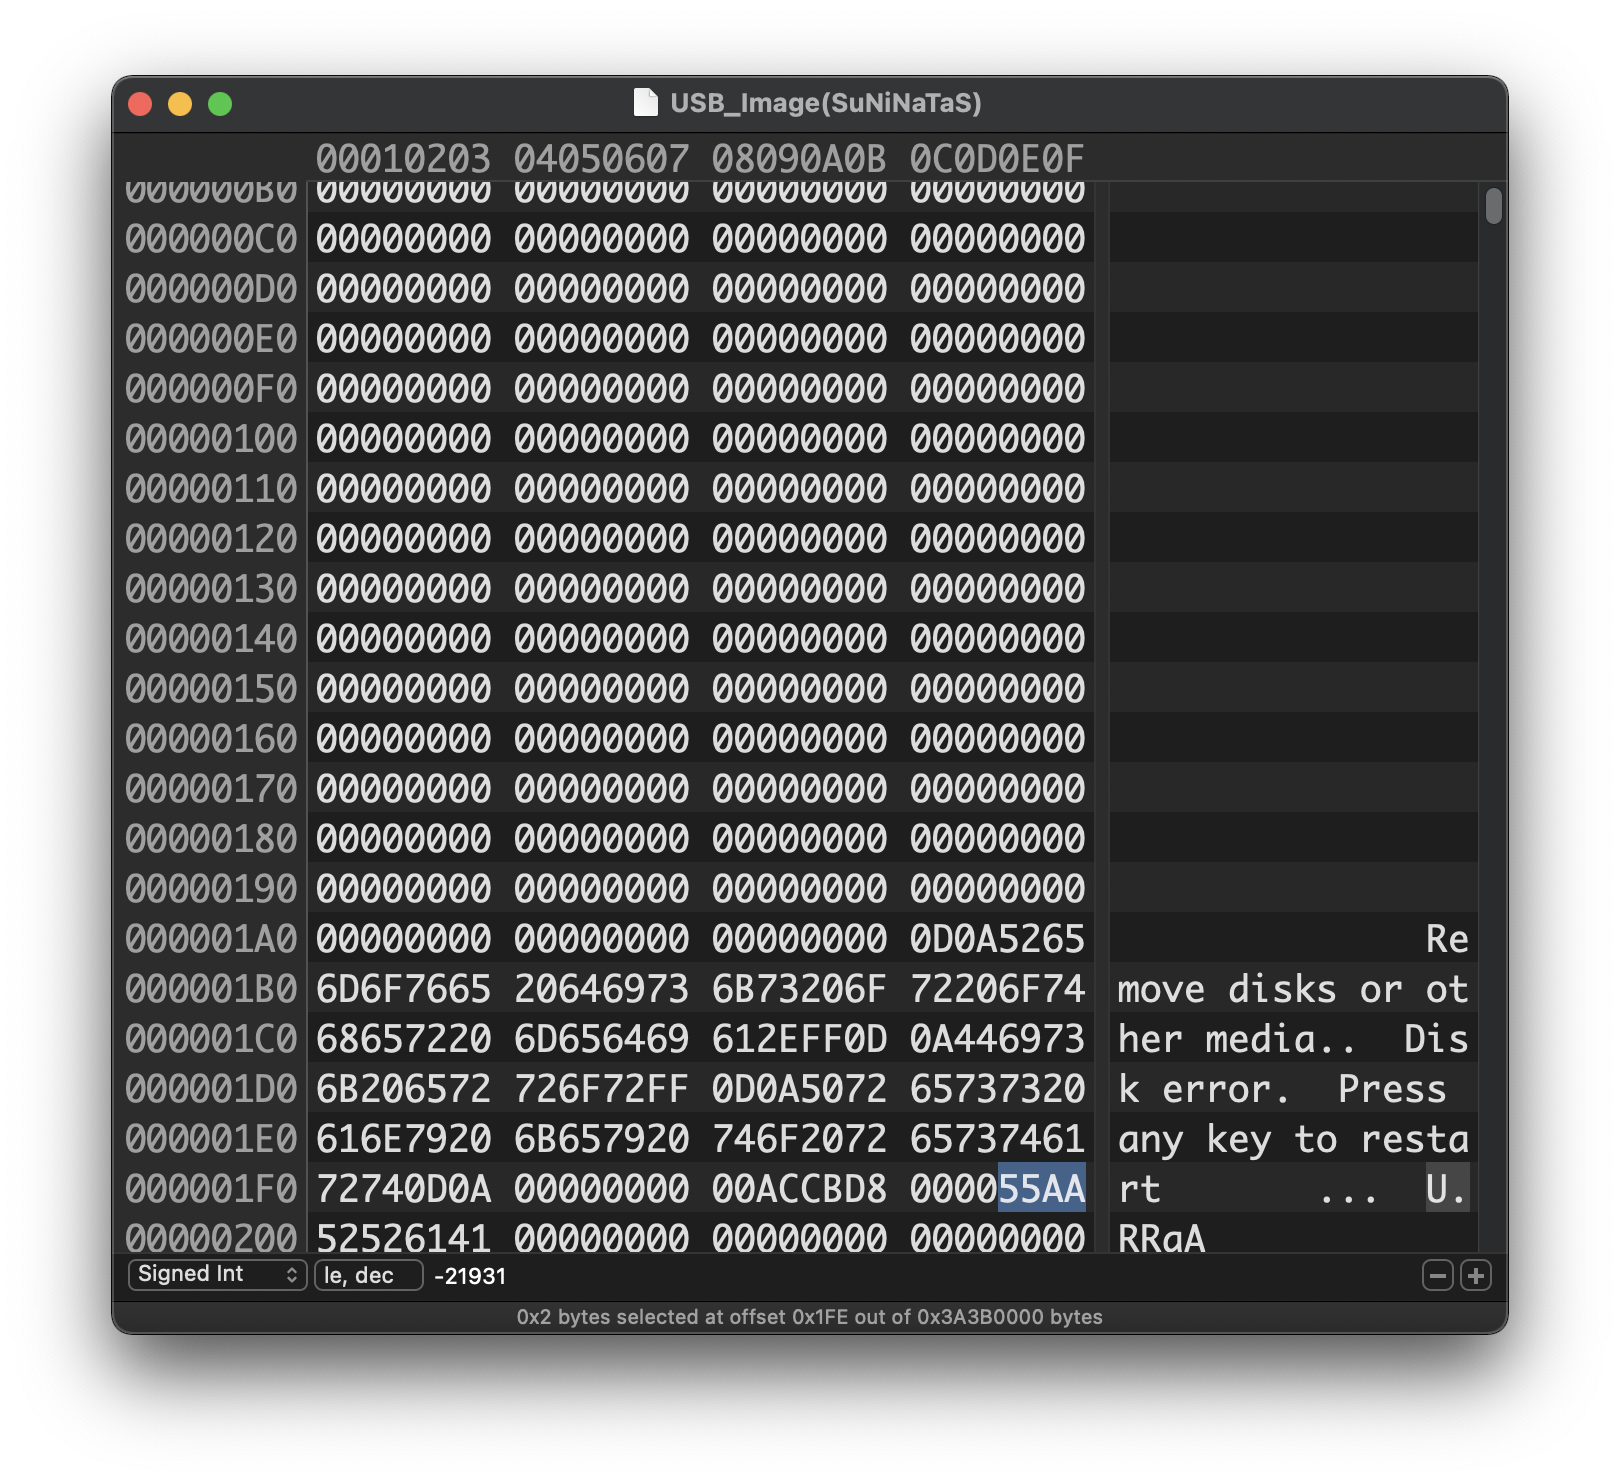 USB_Image(SuNiNaTaS)
00010203 04050607 08090A0B 0C0D0E0F
000000B0 00000000 00000000 00000000 00000000
000000C0 00000000 00000000 00000000 00000000
000000D0 00000000 00000000 00000000 00000000
000000E0 00000000 00000000 00000000 00000000
000000F0 00000000 00000000 00000000 00000000
00000100 00000000 00000000 00000000 00000000
00000110 00000000 00000000 00000000 00000000
00000120 00000000 00000000 00000000 00000000
00000130 00000000 00000000 00000000 00000000
00000140 00000000 00000000 00000000 00000000
00000150 00000000 00000000 00000000 00000000
00000160 00000000 00000000 00000000 00000000
00000170 00000000 00000000 00000000 00000000
00000180 00000000 00000000 00000000 00000000
00000190 00000000 00000000 00000000 00000000
000001A0 00000000 00000000 00000000 0D0A5265 Re
000001B0 6D6F7665 20646973 6B73206F 72206F74 move disks or ot
000001C0 68657220 6D656469 612EFF0D 0A446973 her media..  Dis
000001D0 6B206572 726F72FF 0D0A5072 65737320 k error.  Press
000001E0 616E7920 6B657920 746F2072 65737461 any key to resta
000001F0 72740D0A 00000000 00ACCBD8 000055AA rt       ...  U.
00000200 52526141 00000000 00000000 00000000 RRaA
Signed Int le, dec -21931
0x2 bytes selected at offset 0x1FE out of 0x3A3B0000 bytes